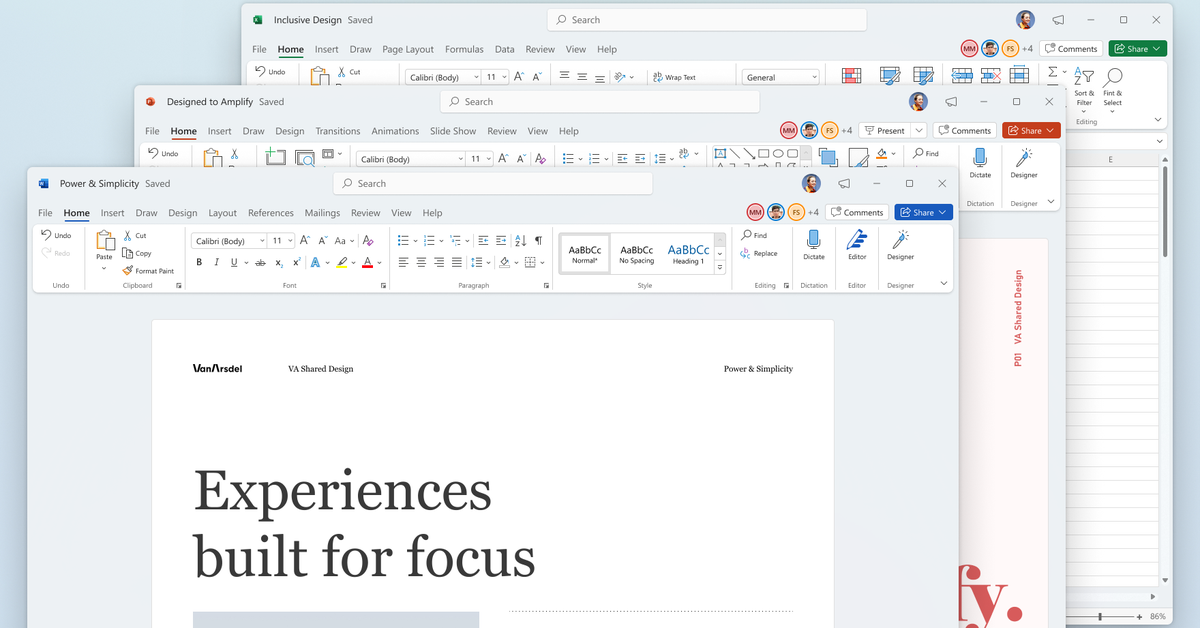 Inclusive Design Saved
Search
File Home Insert Draw Page Layout Formulas Data Review View Help
MM FS +4 Comments Share
Undo Cut Calibri (Body) 11 A A ab Wrap Text General
Sort & Filter
Fint & Select
Editing
Designed to Amplify Saved
Search
File Home Insert Draw Design Transitions Animations Slide Show Review View Help
MM FS +4 Present Comments Share
Undo Calibri (Body) 11 A A A Find
Dictate Designer
Dictation Designer
E
Power & Simplicity Saved
Search
File Home Insert Draw Design Layout References Mailings Review View Help
MM FS +4 Comments Share
Undo Cut Calibri (Body) 11 A A Aa A
Redo Paste Copy
Format Paint
B I U ab x₂ x² A A
AaBbCc AaBbCc AaBbCc
Normal* No Spacing Heading 1
Find
Replace
Dictate Editor Designer
Undo Clipboard Font Paragraph Style Editing Dictation Editor Designer
P01 VA Shared Design
VanArsdel VA Shared Design Power & Simplicity
Experiences
built for focus
fy.
86%